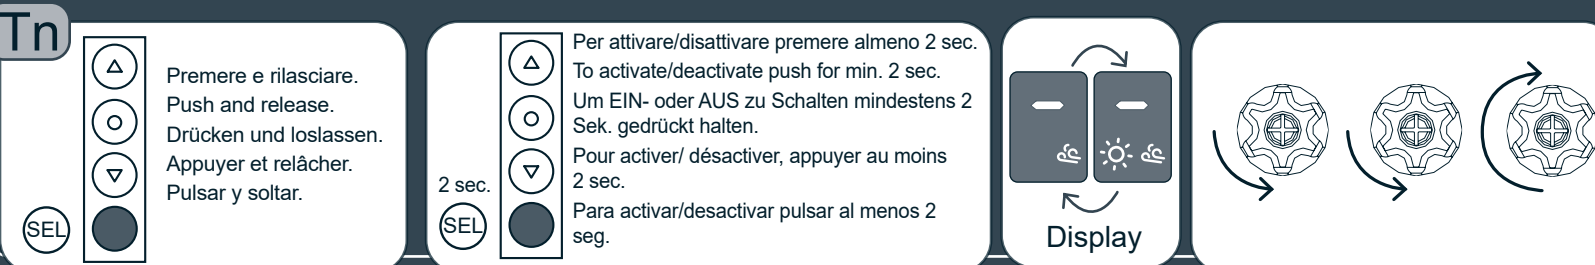 Tn
Premere e rilasciare.
Push and release.
Drücken und loslassen.
Appuyer et relâcher.
Pulsar y soltar.
SEL
Per attivare/disattivare premere almeno 2 sec.
To activate/deactivate push for min. 2 sec.
Um EIN- oder AUS zu Schalten mindestens 2
Sek. gedrückt halten.
Pour activer/ désactiver, appuyer au moins
2 sec.
Para activar/desactivar pulsar al menos 2
seg.
2 sec.
SEL
Display